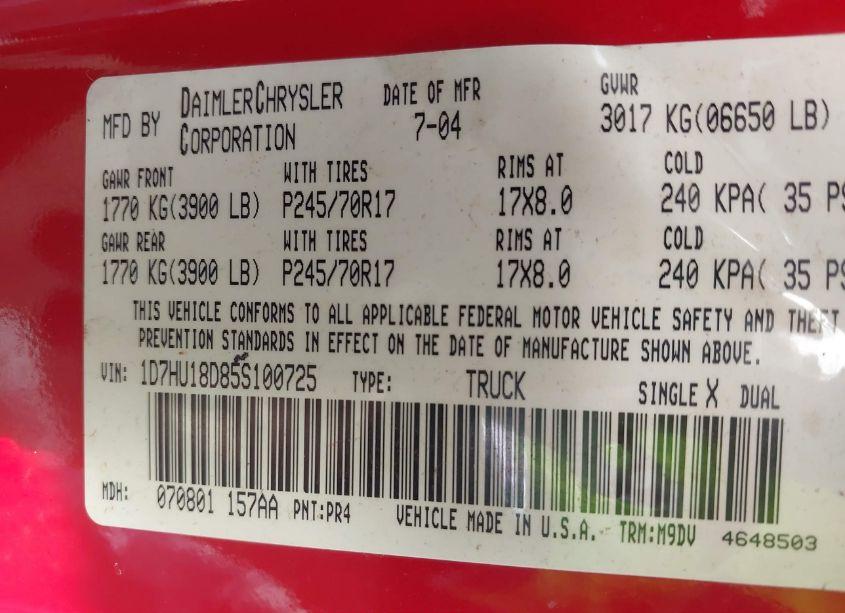 MFD BY DAIMLERCHRYSLER CORPORATION DATE OF MFR 7-04 GVWR 3017 KG(06650 LB)
GAWR FRONT WITH TIRES RIMS AT COLD
1770 KG(3900 LB) P245/70R17 17X8.0 240 KPA( 35 PS
GAWR REAR WITH TIRES RIMS AT COLD
1770 KG(3900 LB) P245/70R17 17X8.0 240 KPA( 35 PS
THIS VEHICLE CONFORMS TO ALL APPLICABLE FEDERAL MOTOR VEHICLE SAFETY AND THEFT
PREVENTION STANDARDS IN EFFECT ON THE DATE OF MANUFACTURE SHOWN ABOVE.
VIN: 1D7HU18D85S100725 TYPE: TRUCK SINGLE X DUAL
MDH: 070801 157AA PNT:PR4 VEHICLE MADE IN U.S.A. TRM:M9DV 4648503